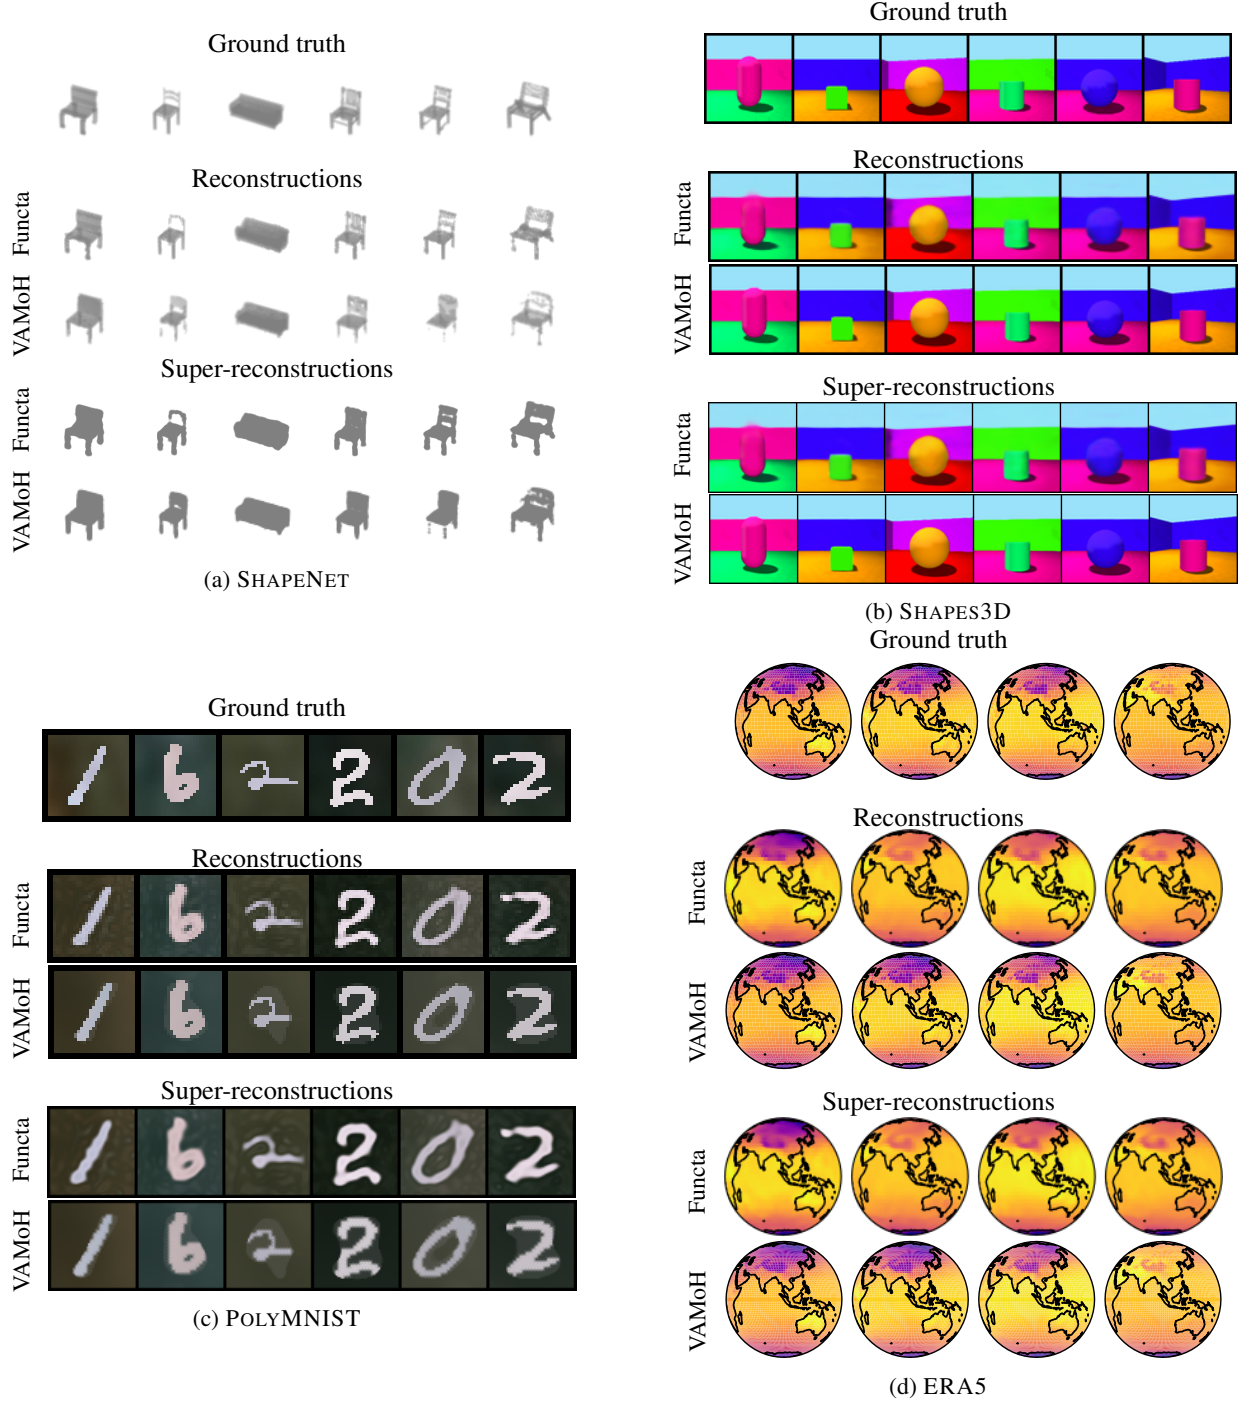 Ground truth
Reconstructions
Functa
VAMoH
Super-reconstructions
Functa
VAMoH
(a) SHAPENET
Ground truth
Reconstructions
Functa
VAMoH
Super-reconstructions
Functa
VAMoH
(b) SHAPES3D
Ground truth
Reconstructions
Functa
VAMoH
Super-reconstructions
Functa
VAMoH
(c) POLYMNIST
Ground truth
Reconstructions
Functa
VAMoH
Super-reconstructions
Functa
VAMoH
(d) ERA5